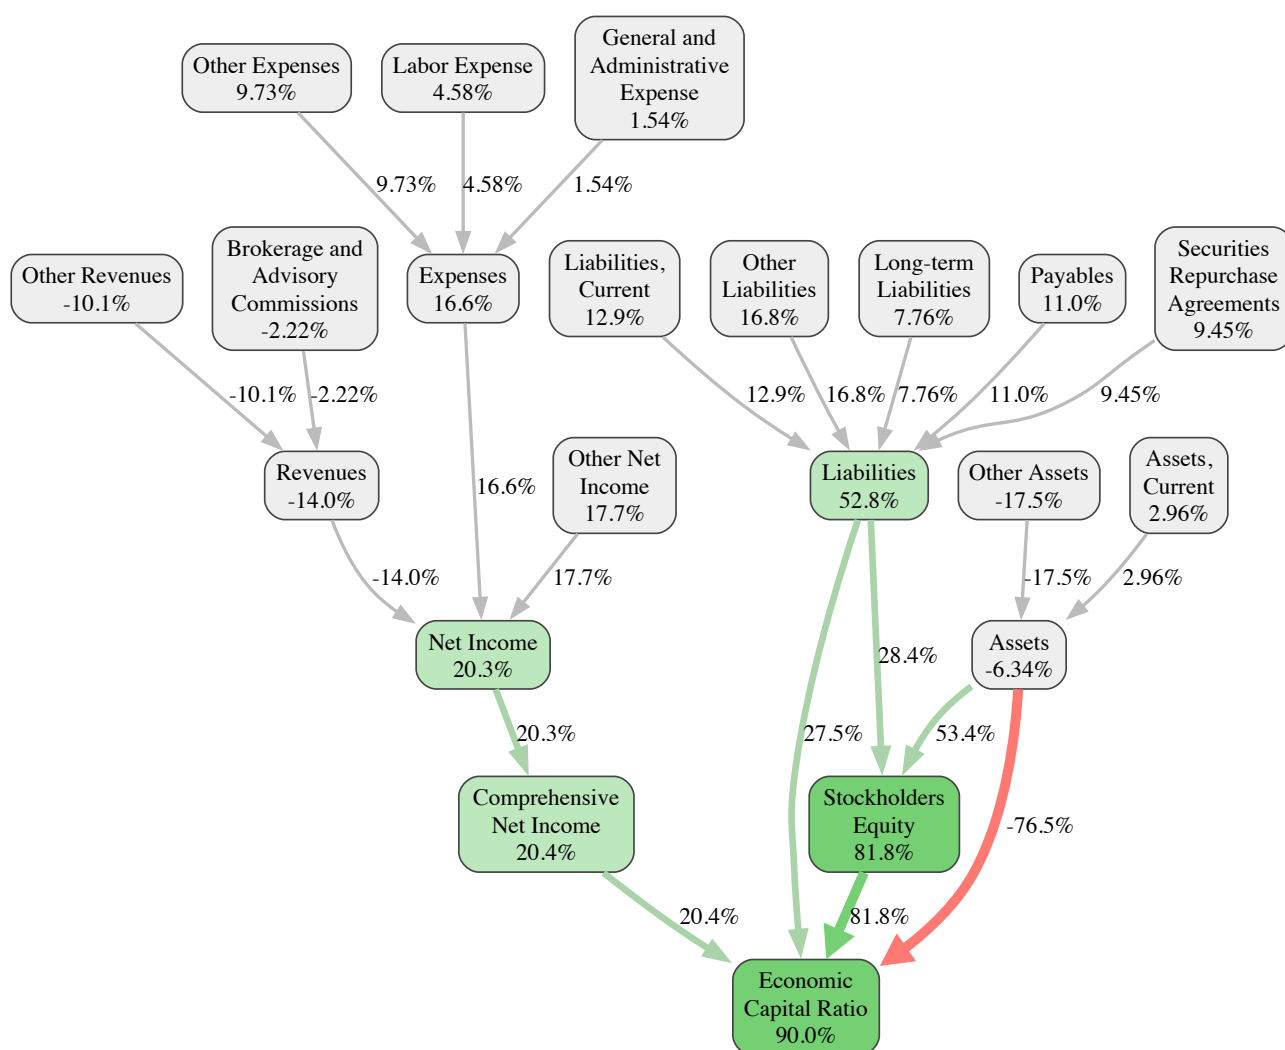 General and
Administrative
Expense
1.54%
Other Expenses
9.73%
Labor Expense
4.58%
9.73%
4.58%
1.54%
Other Revenues
-10.1%
Brokerage and
Advisory
Commissions
-2.22%
Expenses
16.6%
Liabilities,
Current
12.9%
Other
Liabilities
16.8%
Long-term
Liabilities
7.76%
Payables
11.0%
Securities
Repurchase
Agreements
9.45%
-10.1%
-2.22%
12.9%
16.8%
7.76%
11.0%
9.45%
Revenues
-14.0%
16.6%
Other Net
Income
17.7%
Liabilities
52.8%
Other Assets
-17.5%
Assets,
Current
2.96%
-14.0%
17.7%
-17.5%
2.96%
Net Income
20.3%
28.4%
Assets
-6.34%
20.3%
27.5%
53.4%
Comprehensive
Net Income
20.4%
Stockholders
Equity
81.8%
-76.5%
20.4%
81.8%
Economic
Capital Ratio
90.0%